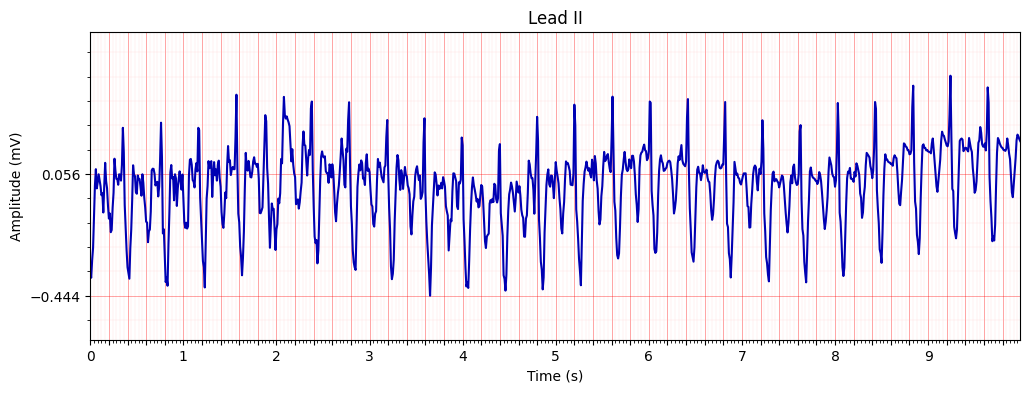 Lead II
Amplitude (mV)
0.056
−0.444
0 1 2 3 4 5 6 7 8 9
Time (s)